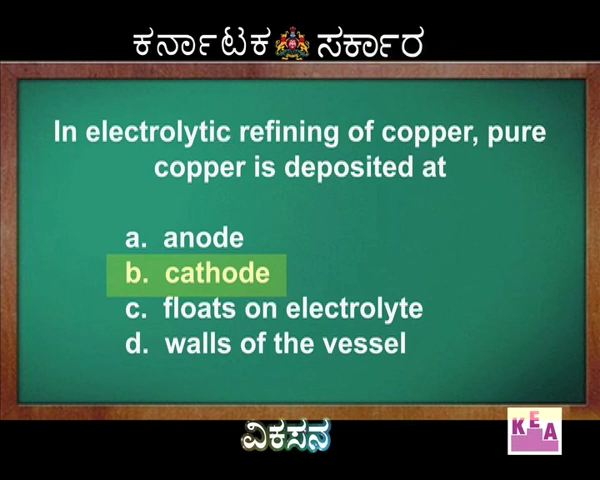 ಕರ್ನಾಟಕ ಸರ್ಕಾರ
In electrolytic refining of copper, pure
copper is deposited at
a. anode
b. cathode
c. floats on electrolyte
d. walls of the vessel
ವಿಕಸನ
KEA